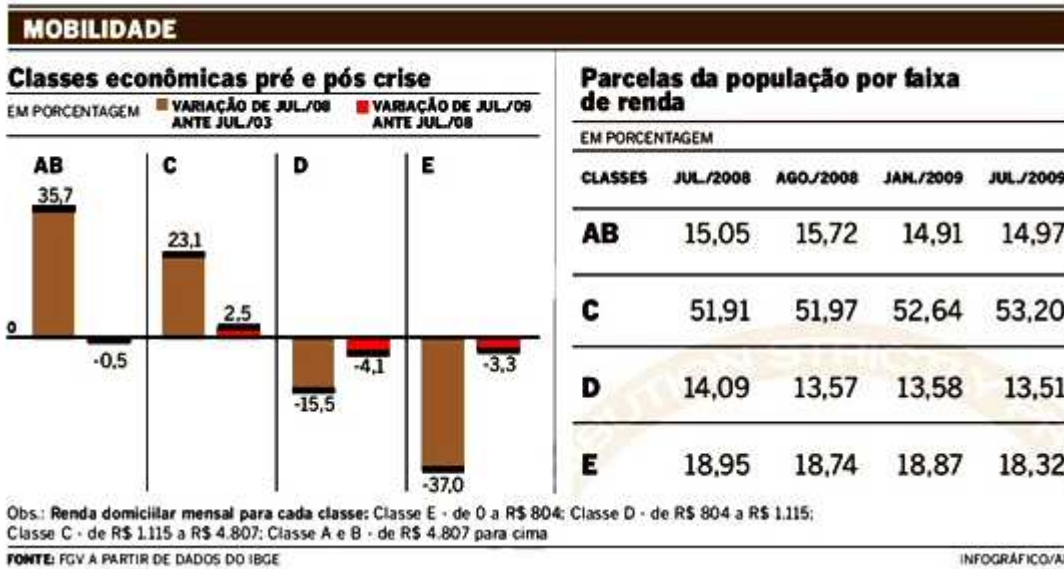 MOBILIDADE
Classes econômicas pré e pós crise
EM PORCENTAGEM
VARIAÇÃO DE JUL./08
ANTE JUL./03
VARIAÇÃO DE JUL./09
ANTE JUL./08
AB
C
D
E
35,7
-0,5
23,1
2,5
-15,5
-4,1
-37,0
-3,3
0
Obs.: Renda domiciliar mensal para cada classe: Classe E - de 0 a R$ 804; Classe D - de R$ 804 a R$ 1.115;
Classe C - de R$ 1.115 a R$ 4.807; Classe A e B - de R$ 4.807 para cima
FONTE: FGV A PARTIR DE DADOS DO IBGE
Parcelas da população por faixa
de renda
EM PORCENTAGEM
CLASSES JUL./2008 AGO./2008 JAN./2009 JUL./2009
AB 15,05 15,72 14,91 14,97
C 51,91 51,97 52,64 53,20
D 14,09 13,57 13,58 13,51
E 18,95 18,74 18,87 18,32
INFOGRÁFICO/A